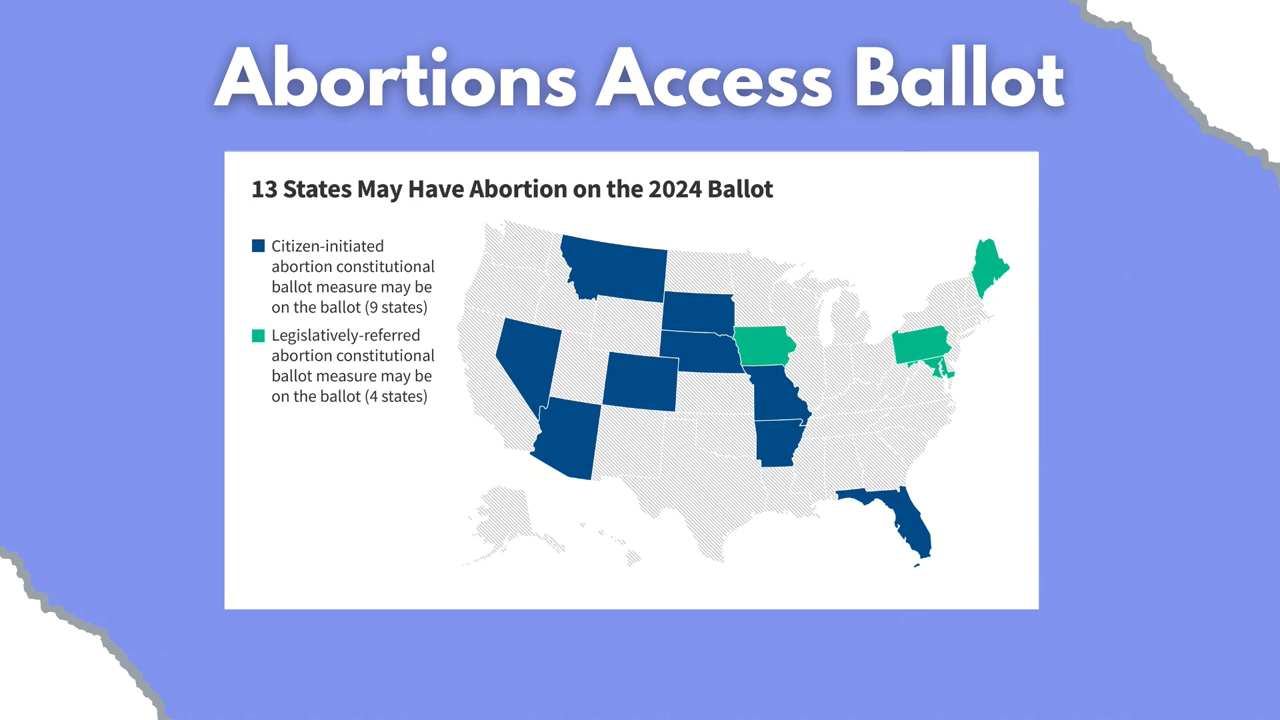 Abortions Access Ballot
13 States May Have Abortion on the 2024 Ballot
Citizen-initiated
abortion constitutional
ballot measure may be
on the ballot (9 states)
Legislatively-referred
abortion constitutional
ballot measure may be
on the ballot (4 states)